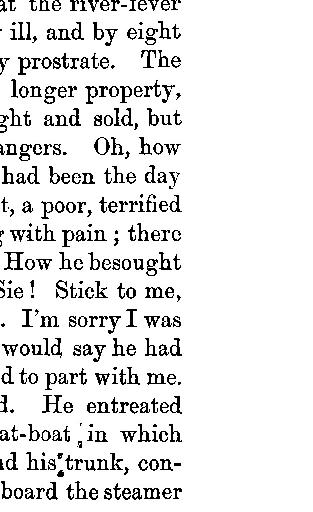 at the river-fever
ill, and by eight
y prostrate. The
longer property,
ght and sold, but
angers. Oh, how
had been the day
t, a poor, terrified
g with pain ; there
How he besought
Sie ! Stick to me,
. I'm sorry I was
would say he had
d to part with me.
d. He entreated
at-boat in which
nd his trunk, con-
board the steamer